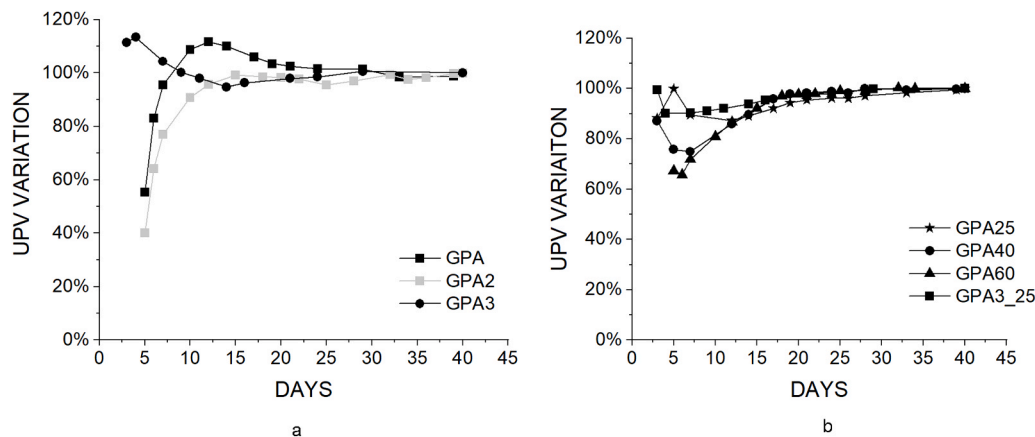 UPV VARIATION
120%
100%
80%
60%
40%
20%
0%
0 5 10 15 20 25 30 35 40 45
DAYS
GPA
GPA2
GPA3
a
UPV VARIAITON
120%
100%
80%
60%
40%
20%
0%
0 5 10 15 20 25 30 35 40 45
DAYS
GPA25
GPA40
GPA60
GPA3_25
b